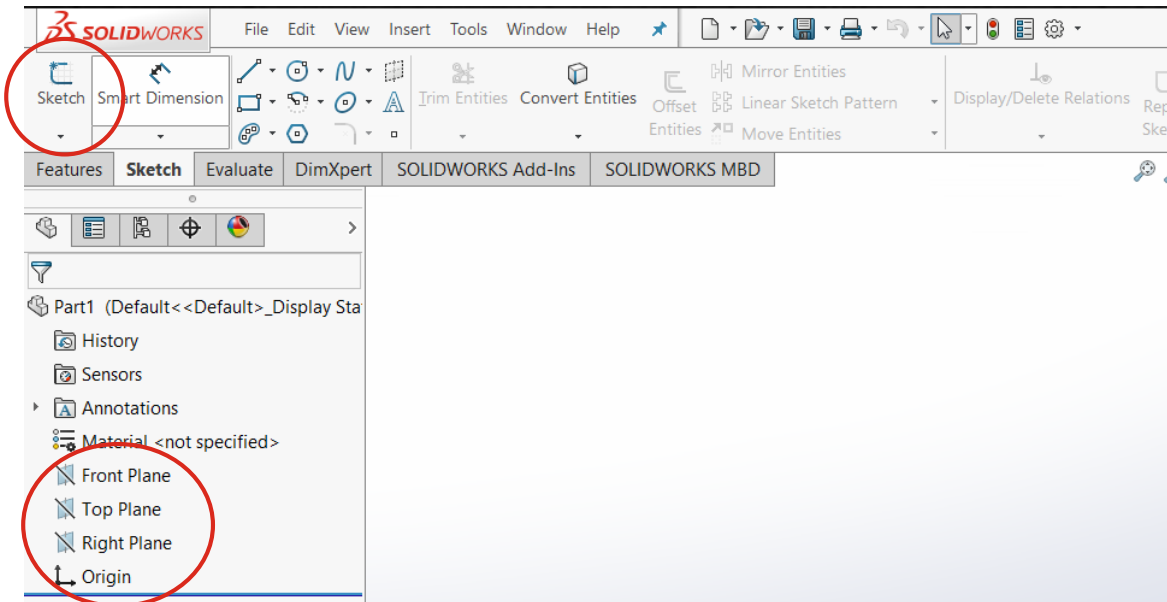 SOLIDWORKS File Edit View Insert Tools Window Help
Sketch Smart Dimension Trim Entities Convert Entities Offset Entities Mirror Entities
Linear Sketch Pattern Display/Delete Relations
Move Entities
Features Sketch Evaluate DimXpert SOLIDWORKS Add-Ins SOLIDWORKS MBD
Part1 (Default<<Default>_Display Sta
History
Sensors
A Annotations
Material <not specified>
Front Plane
Top Plane
Right Plane
Origin